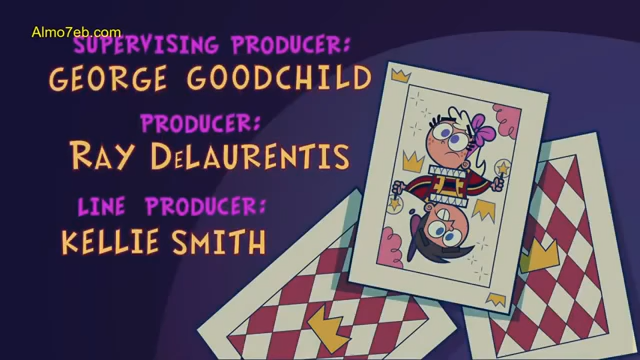 Almo7eb.com
SUPERVISING PRODUCER:
GEORGE GOODCHILD
PRODUCER:
RAY DeLAURENTIS
LINE PRODUCER:
KELLIE SMITH